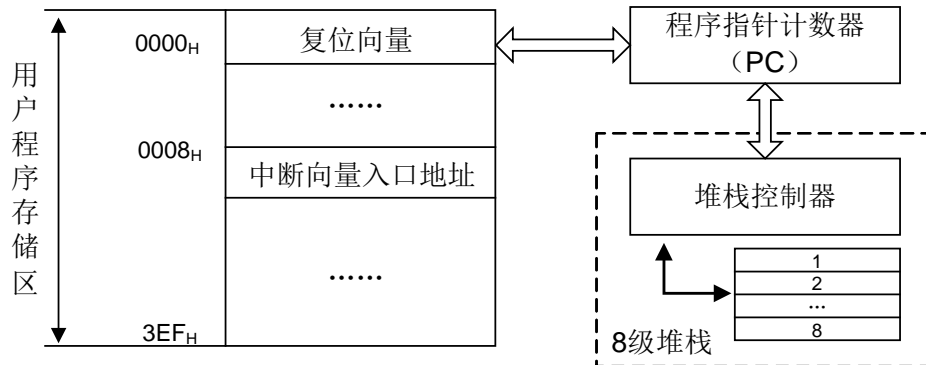 用户程序存储区
0000H
复位向量
……
0008H
中断向量入口地址
……
3EFH
程序指针计数器
（PC）
堆栈控制器
1
2
...
8
8级堆栈